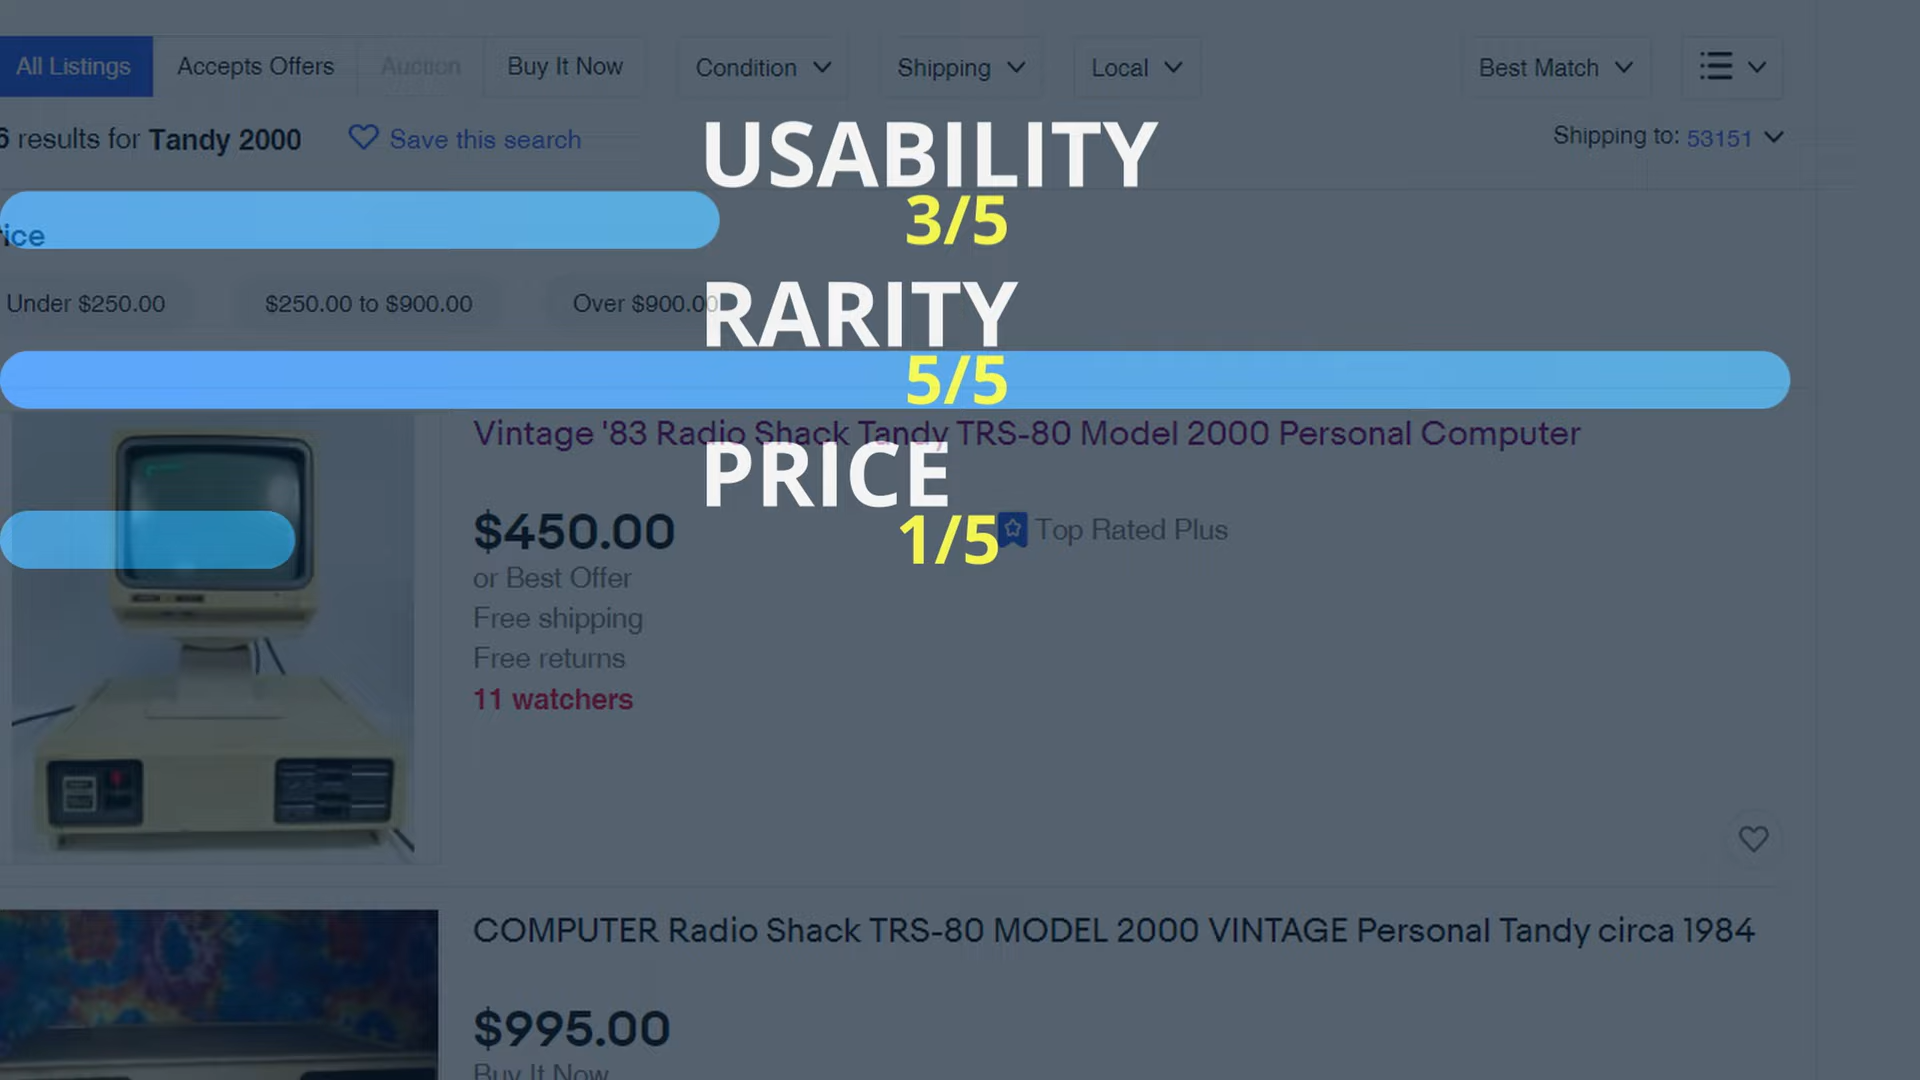 All Listings Accepts Offers Auction Buy It Now Condition Shipping Local Best Match
6 results for Tandy 2000 Save this search Shipping to: 53151
USABILITY
3/5
rice
Under $250.00 $250.00 to $900.00 Over $900.00
RARITY
5/5
Vintage '83 Radio Shack Tandy TRS-80 Model 2000 Personal Computer
PRICE
1/5
$450.00 Top Rated Plus
or Best Offer
Free shipping
Free returns
11 watchers
COMPUTER Radio Shack TRS-80 MODEL 2000 VINTAGE Personal Tandy circa 1984
$995.00
Buy It Now